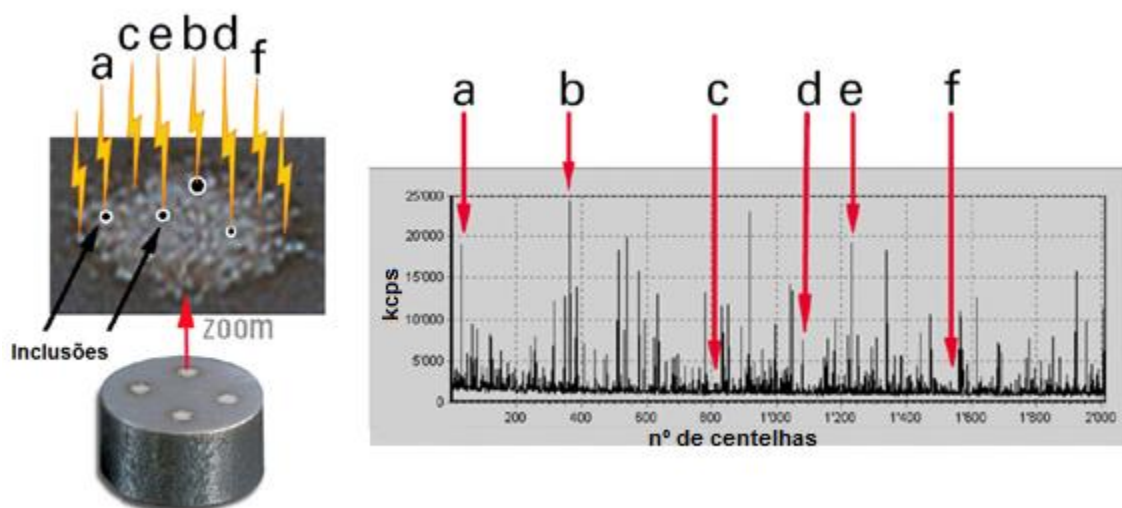 c e b d
a f
Inclusões
zoom
a b c d e f
25'000
20'000
15'000
10'000
5'000
0
kcps
200 400 600 800 1'000 1'200 1'400 1'600 1'800 2'000
nº de centelhas